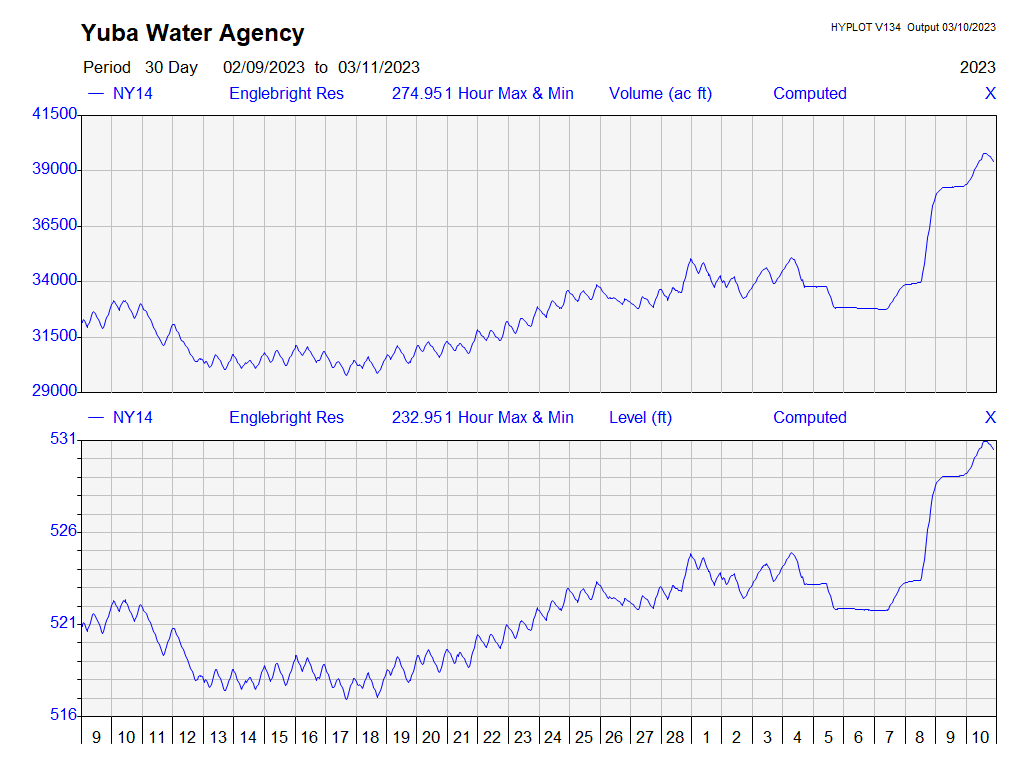 Yuba Water Agency HYPLOT V134 Output 03/10/2023
Period 30 Day 02/09/2023 to 03/11/2023 2023
— NY14 Englebright Res 274.951 Hour Max & Min Volume (ac ft) Computed X
41500
39000
36500
34000
31500
29000
— NY14 Englebright Res 232.951 Hour Max & Min Level (ft) Computed X
531
526
521
516
9 10 11 12 13 14 15 16 17 18 19 20 21 22 23 24 25 26 27 28 1 2 3 4 5 6 7 8 9 10